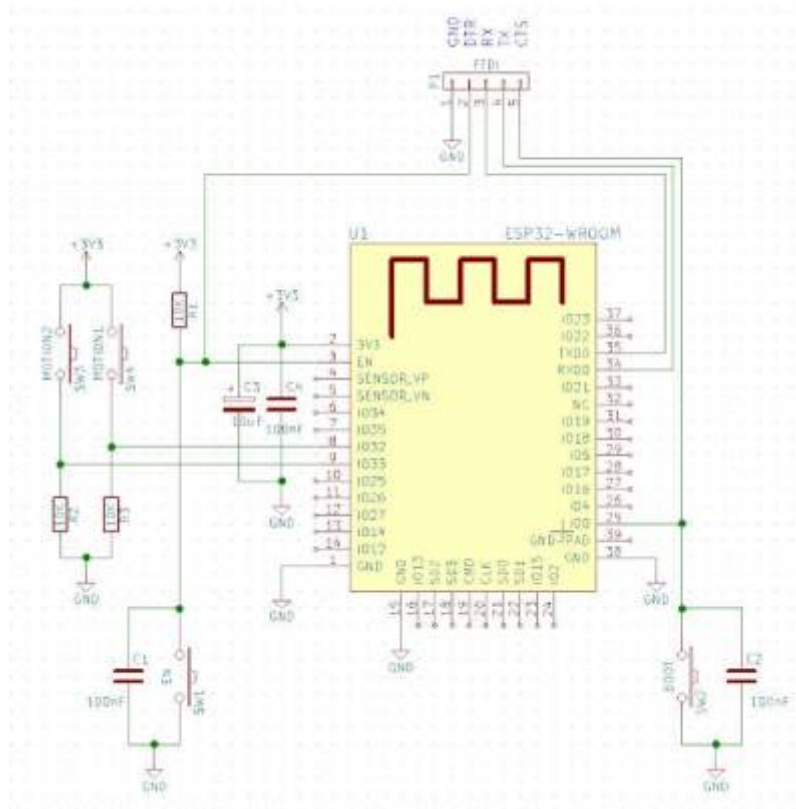 GND
DTR
RX
TX
CTS
FTDI
P1
1
2
3
4
5
GND
U1
ESP32-WROOM
+3V3
+3V3
+3V3
10K
R1
MOTION2
SW3
MOTION1
SW4
C3
10uF
C4
100nF
10K
R2
10K
R3
GND
GND
GND
2 3V3
3 EN
4 SENSOR_VP
5 SENSOR_VN
6 IO34
7 IO35
8 IO32
9 IO33
10 IO25
11 IO26
12 IO27
13 IO14
14 IO12
1 GND
IO23 37
IO22 36
TXD0 35
RXD0 34
IO21 33
NC 32
IO19 31
IO18 30
IO5 29
IO17 28
IO16 27
IO4 26
IO0 25
GND-PAD 39
GND 38
GND 15
IO13 16
SD2 17
SD3 18
CMD 19
CLK 20
SD0 21
SD1 22
IO15 23
IO2 24
GND
GND
C1
100nF
EN
SW1
GND
BOOT
SW2
C2
100nF
GND